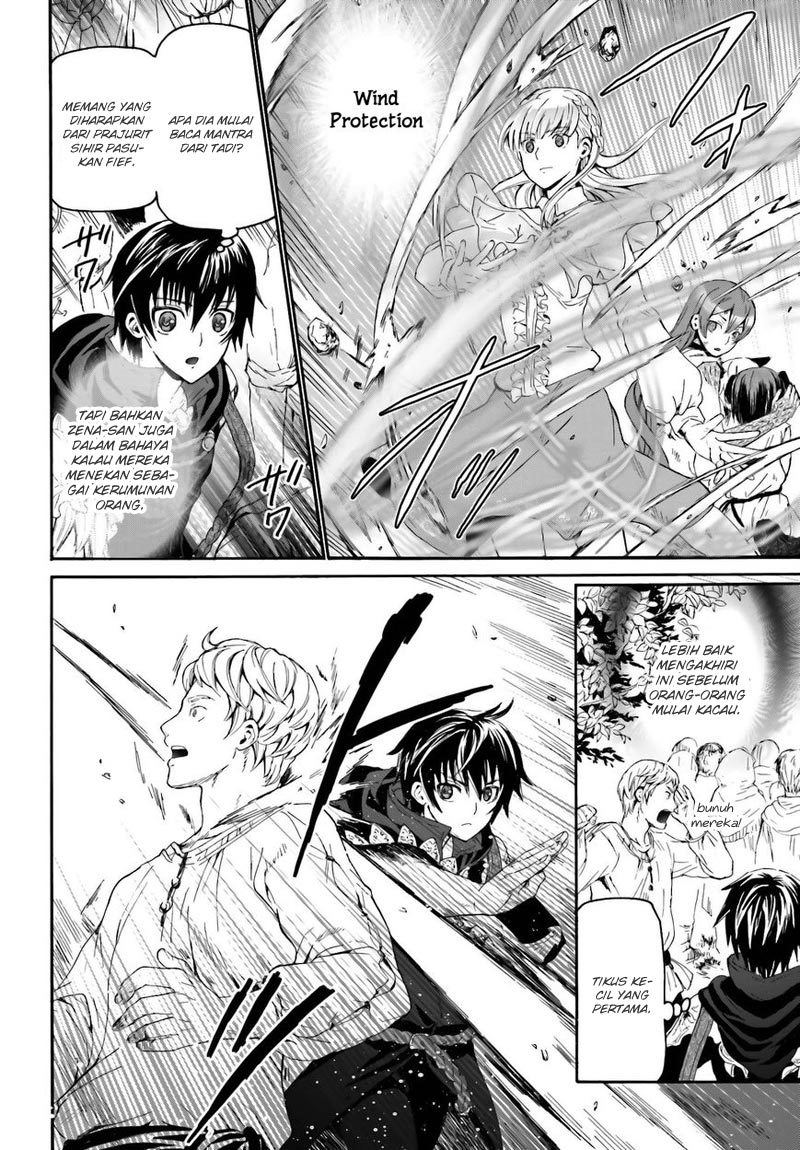 Wind
Protection
APA DIA MULAI
BACA MANTRA
DARI TADI?
MEMANG YANG
DIHARAPKAN
DARI PRAJURIT
SIHIR PASU-
KAN FIEF.
TAPI BAHKAN
ZENA-SAN JUGA
DALAM BAHAYA
KALAU MEREKA
MENEKAN SEBA-
GAI KERUMUNAN
ORANG.
LEBIH BAIK
MENGAKHIRI
INI SEBELUM
ORANG-ORANG
MULAI KACAU.
bunuh
mereka!
TIKUS KE-
CIL YANG
PERTAMA.